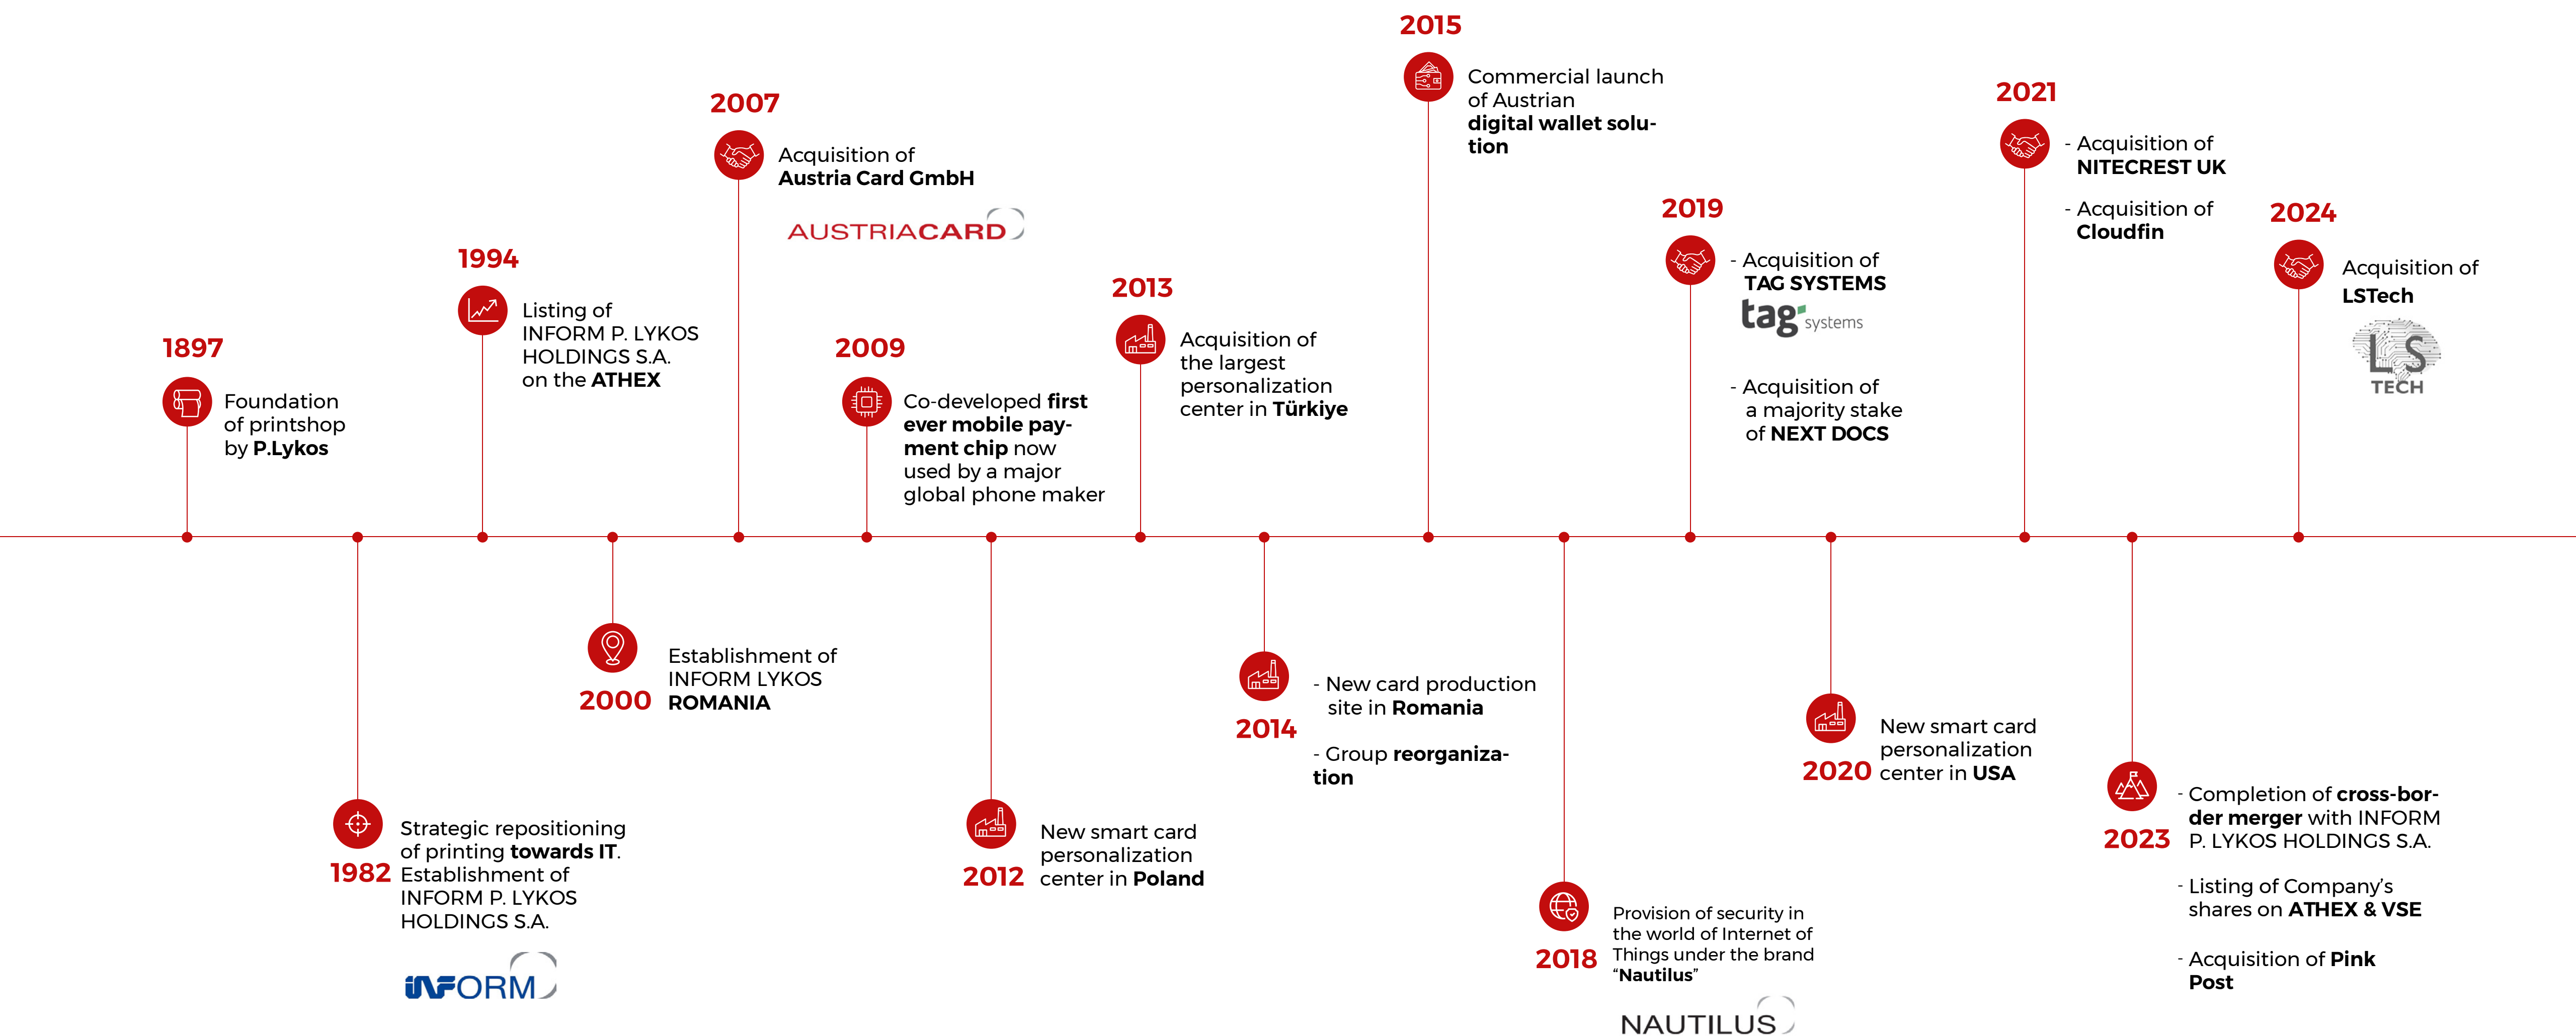 1897
Foundation
of printshop
by P.Lykos
1982
Strategic repositioning
of printing towards IT.
Establishment of
INFORM P. LYKOS
HOLDINGS S.A.
INFORM
1994
Listing of
INFORM P. LYKOS
HOLDINGS S.A.
on the ATHEX
2000
Establishment of
INFORM LYKOS
ROMANIA
2007
Acquisition of
Austria Card GmbH
AUSTRIACARD
2009
Co-developed first
ever mobile pay-
ment chip now
used by a major
global phone maker
2012
New smart card
personalization
center in Poland
2013
Acquisition of
the largest
personalization
center in Türkiye
2014
- New card production
site in Romania
- Group reorganiza-
tion
2015
Commercial launch
of Austrian
digital wallet solu-
tion
2018
Provision of security in
the world of Internet of
Things under the brand
“Nautilus”
NAUTILUS
2019
- Acquisition of
TAG SYSTEMS
tag systems
- Acquisition of
a majority stake
of NEXT DOCS
2020
New smart card
personalization
center in USA
2021
- Acquisition of
NITECREST UK
- Acquisition of
Cloudfin
2023
- Completion of cross-bor-
der merger with INFORM
P. LYKOS HOLDINGS S.A.
- Listing of Company’s
shares on ATHEX & VSE
- Acquisition of Pink
Post
2024
Acquisition of
LSTech
LS
TECH